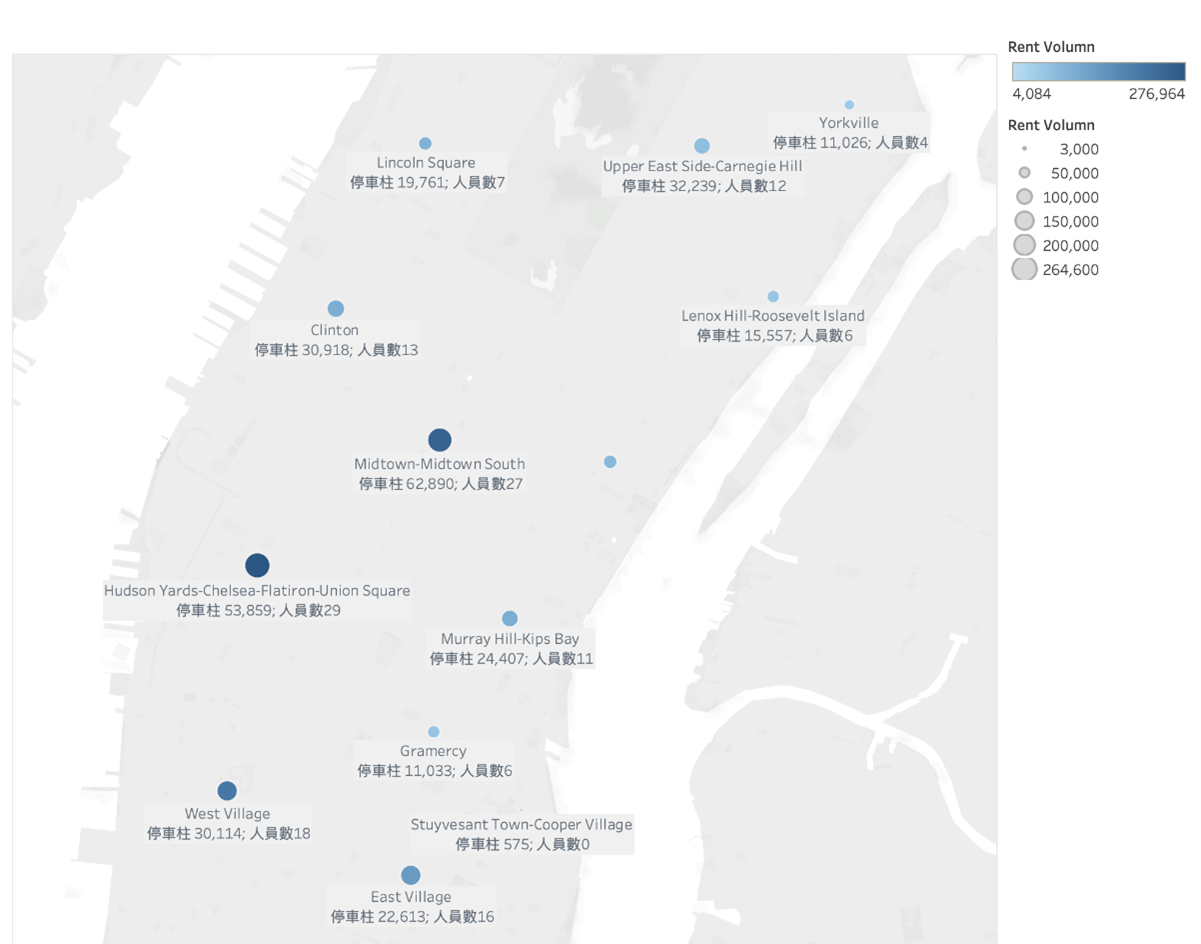 Rent Volumn
4,084 276,964
Rent Volumn
3,000
50,000
100,000
150,000
200,000
264,600
Yorkville
停車柱 11,026; 人員數4
Lincoln Square
停車柱 19,761; 人員數7
Upper East Side-Carnegie Hill
停車柱 32,239; 人員數12
Lenox Hill-Roosevelt Island
停車柱 15,557; 人員數6
Clinton
停車柱 30,918; 人員數13
Midtown-Midtown South
停車柱 62,890; 人員數27
Hudson Yards-Chelsea-Flatiron-Union Square
停車柱 53,859; 人員數29
Murray Hill-Kips Bay
停車柱 24,407; 人員數11
Gramercy
停車柱 11,033; 人員數6
West Village
停車柱 30,114; 人員數18
Stuyvesant Town-Cooper Village
停車柱 575; 人員數0
East Village
停車柱 22,613; 人員數16